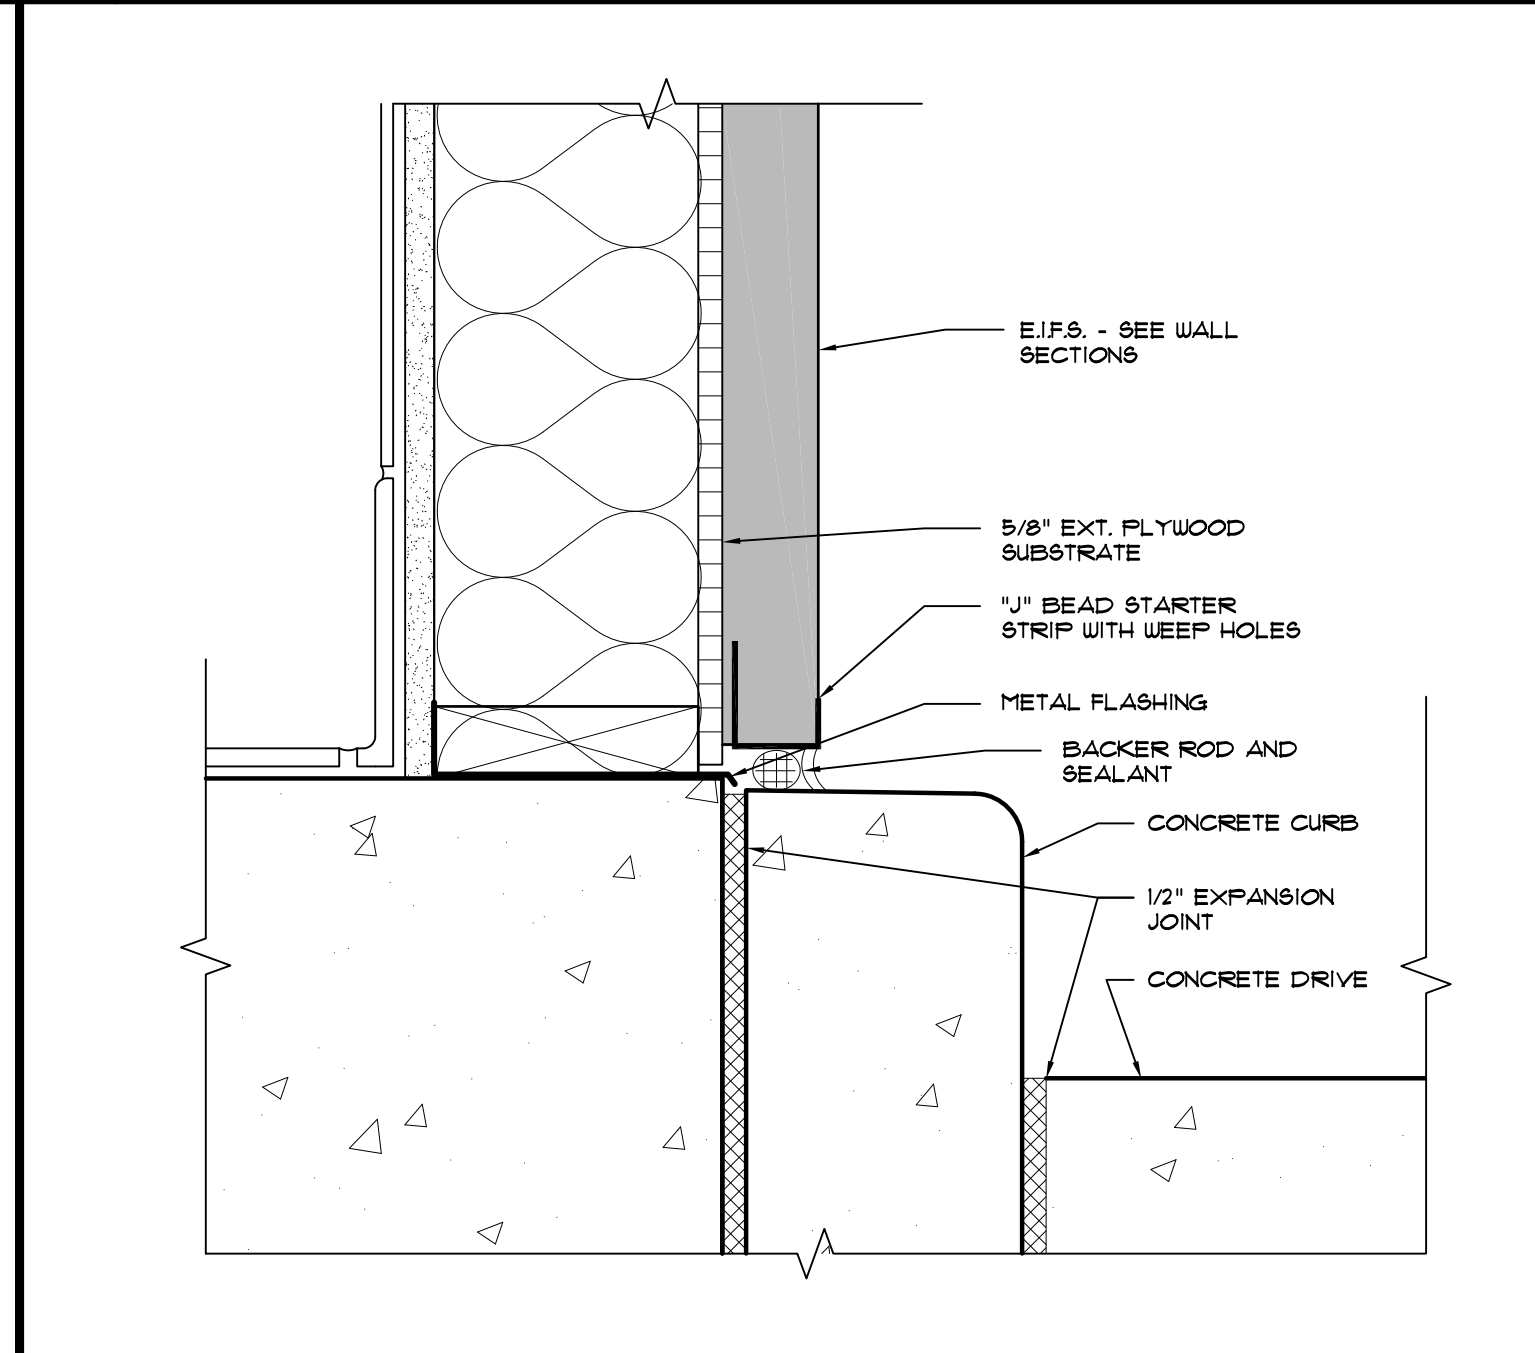 E.I.F.S. - SEE WALL
SECTIONS
5/8" EXT. PLYWOOD
SUBSTRATE
"J" BEAD STARTER
STRIP WITH WEEP HOLES
METAL FLASHING
BACKER ROD AND
SEALANT
CONCRETE CURB
1/2" EXPANSION
JOINT
CONCRETE DRIVE